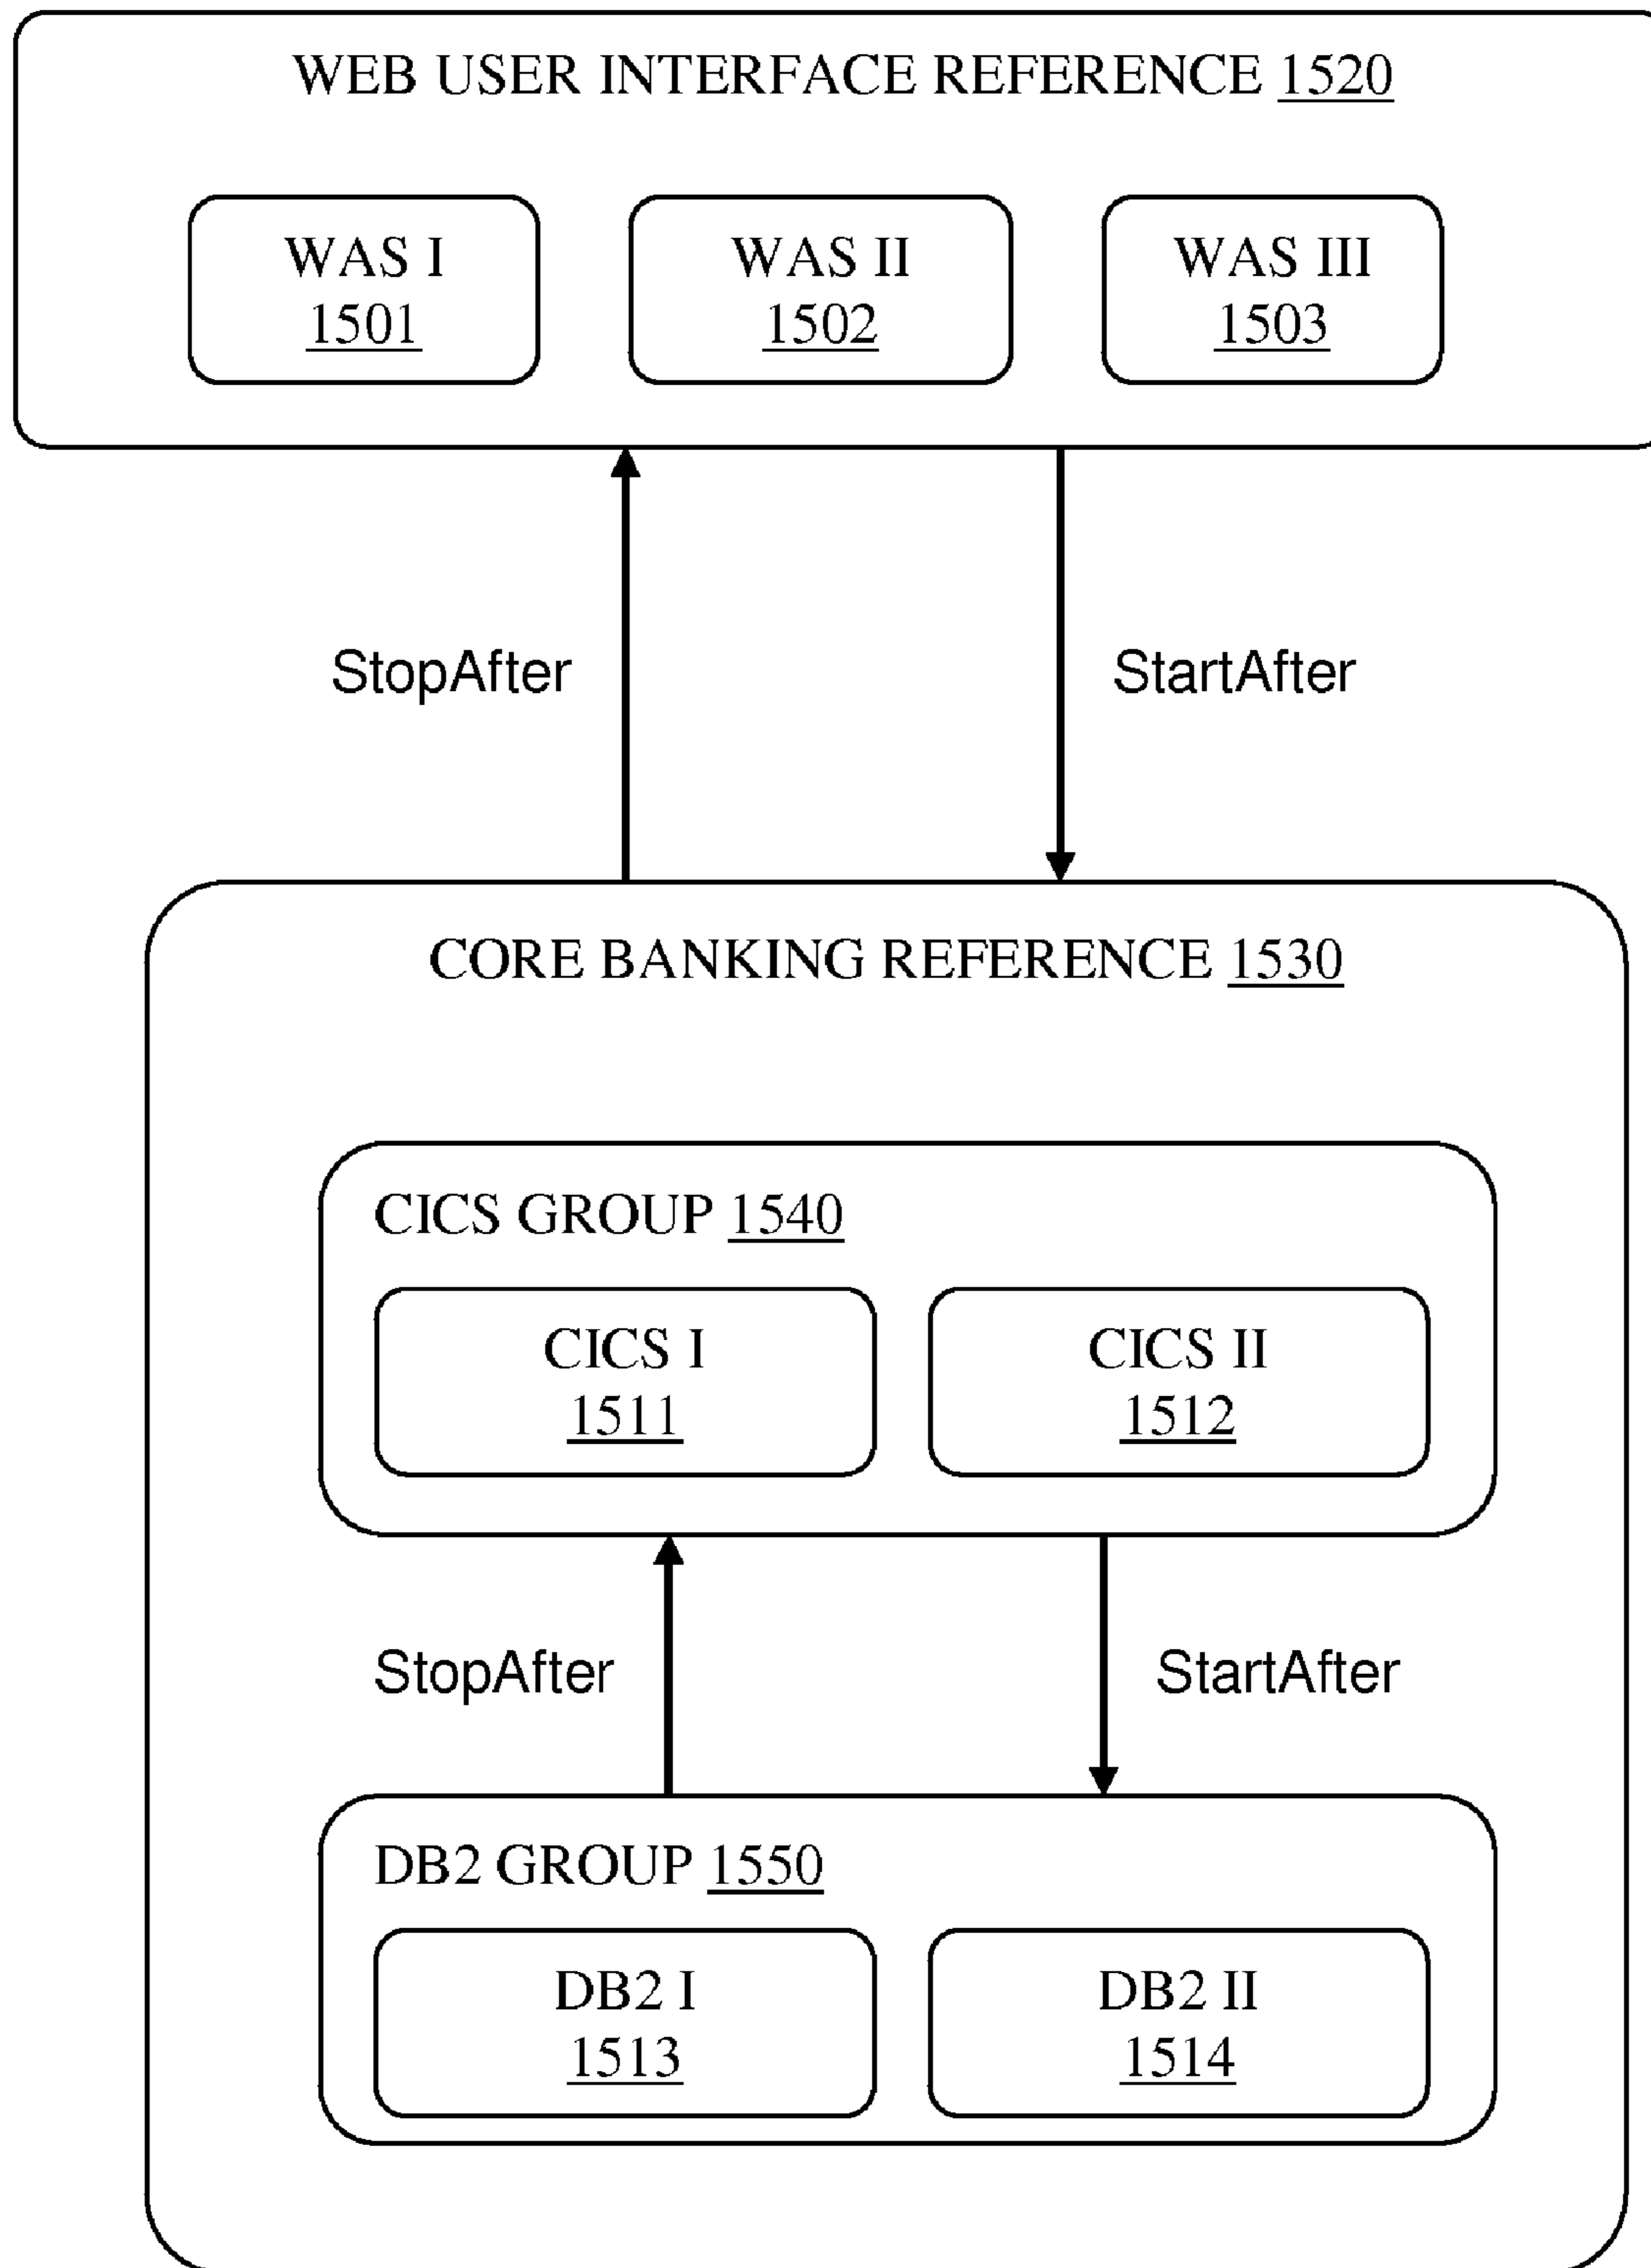 WEB USER INTERFACE REFERENCE 1520
WAS I
1501
WAS II
1502
WAS III
1503
StopAfter
StartAfter
CORE BANKING REFERENCE 1530
CICS GROUP 1540
CICS I
1511
CICS II
1512
StopAfter
StartAfter
DB2 GROUP 1550
DB2 I
1513
DB2 II
1514